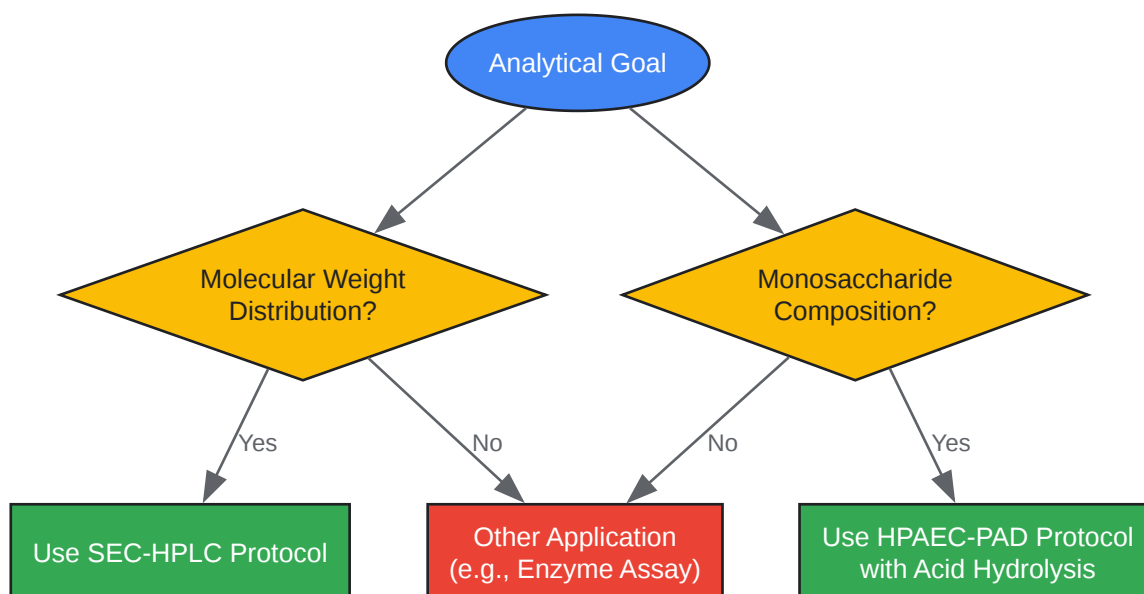 Analytical Goal
Molecular Weight
Distribution?
Monosaccharide
Composition?
Yes
No
No
Yes
Use SEC-HPLC Protocol
Other Application
(e.g., Enzyme Assay)
Use HPAEC-PAD Protocol
with Acid Hydrolysis